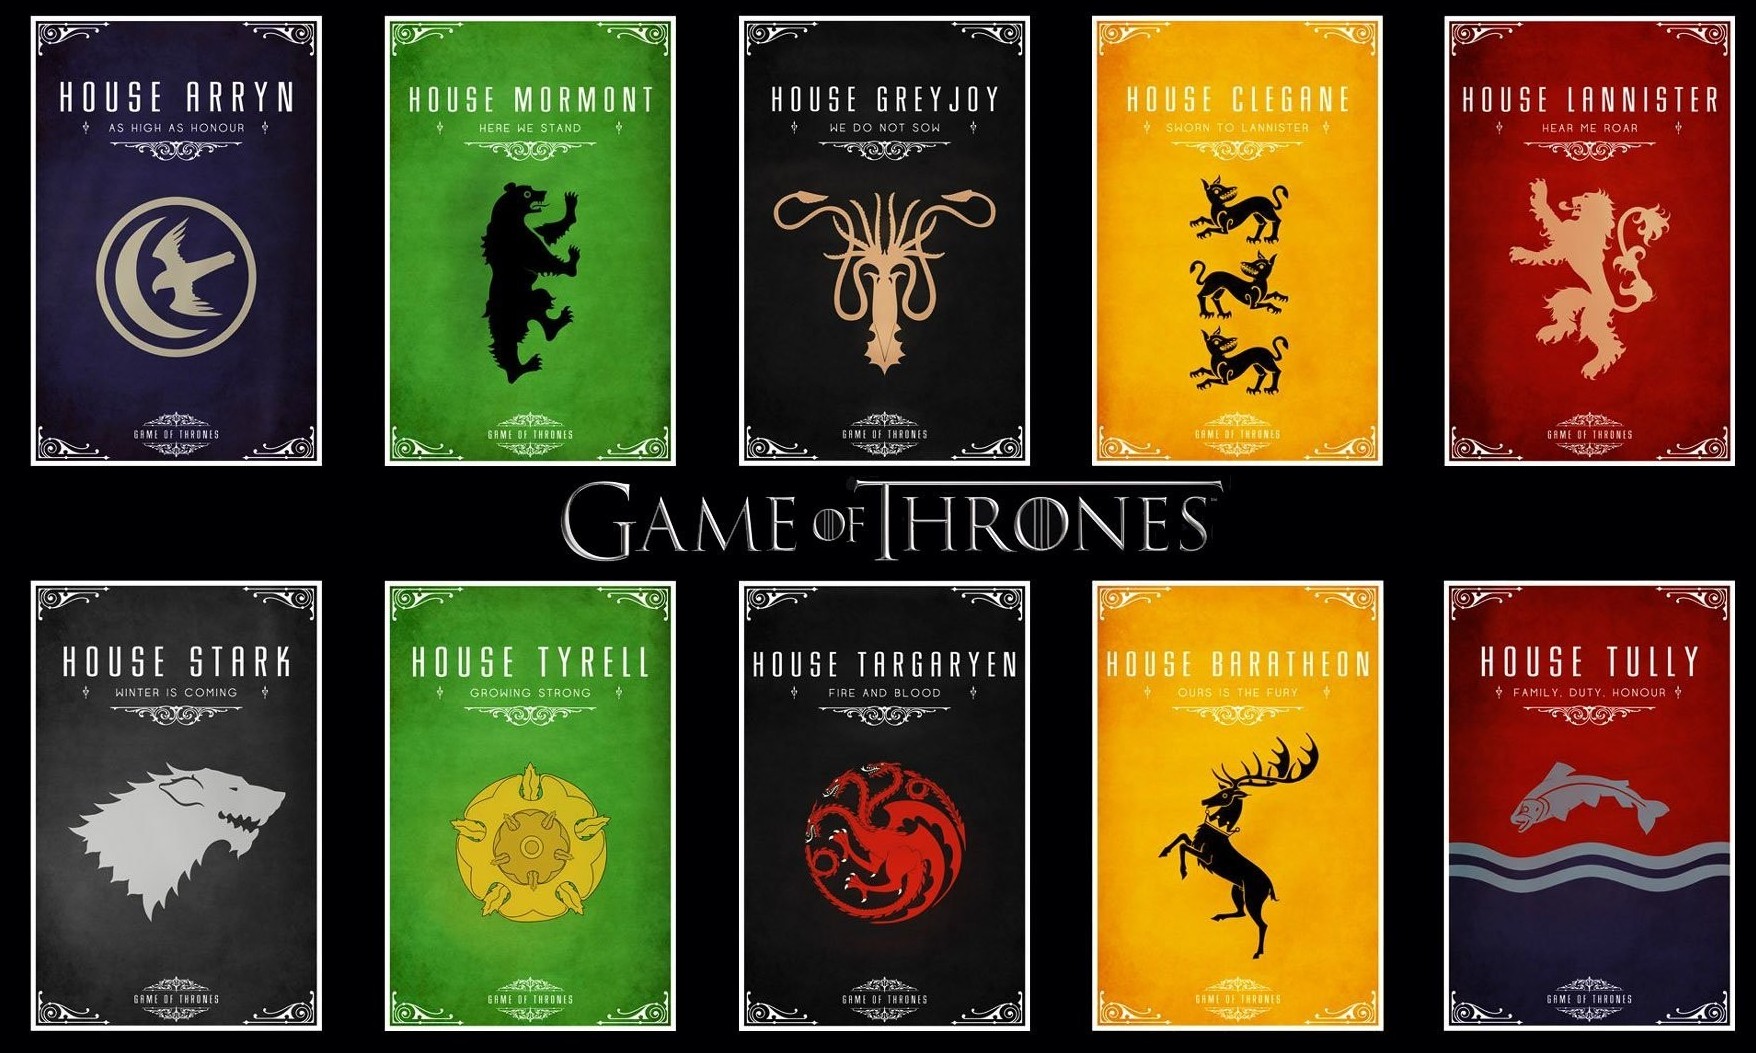 HOUSE ARRYN
AS HIGH AS HONOUR
GAME OF THRONES
HOUSE MORMONT
HERE WE STAND
GAME OF THRONES
HOUSE GREYJOY
WE DO NOT SOW
GAME OF THRONES
HOUSE CLEGANE
SWORN TO LANNISTER
GAME OF THRONES
HOUSE LANNISTER
HEAR ME ROAR
GAME OF THRONES
GAME OF THRONES
HOUSE STARK
WINTER IS COMING
GAME OF THRONES
HOUSE TYRELL
GROWING STRONG
GAME OF THRONES
HOUSE TARGARYEN
FIRE AND BLOOD
GAME OF THRONES
HOUSE BARATHEON
OURS IS THE FURY
GAME OF THRONES
HOUSE TULLY
FAMILY, DUTY, HONOUR
GAME OF THRONES